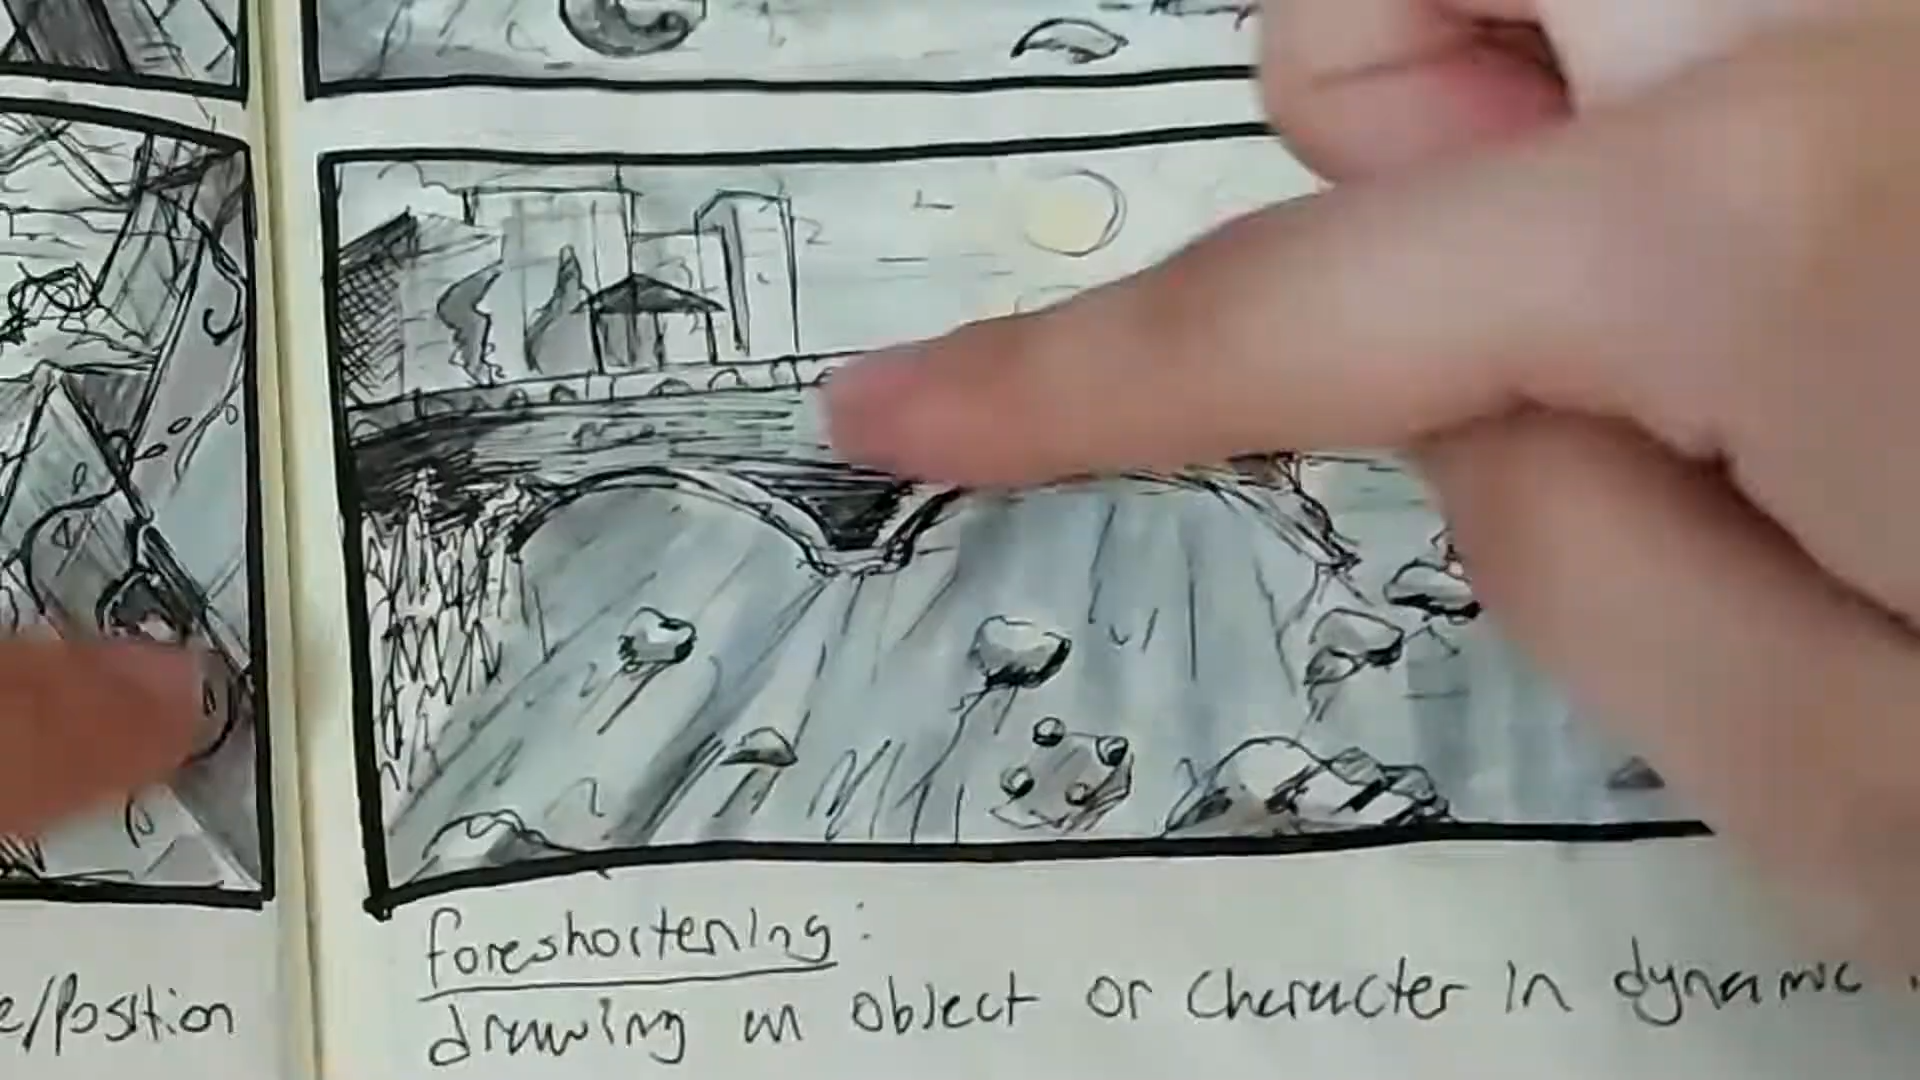 e/Position
foreshortening:
drawing an object or character in dynamic